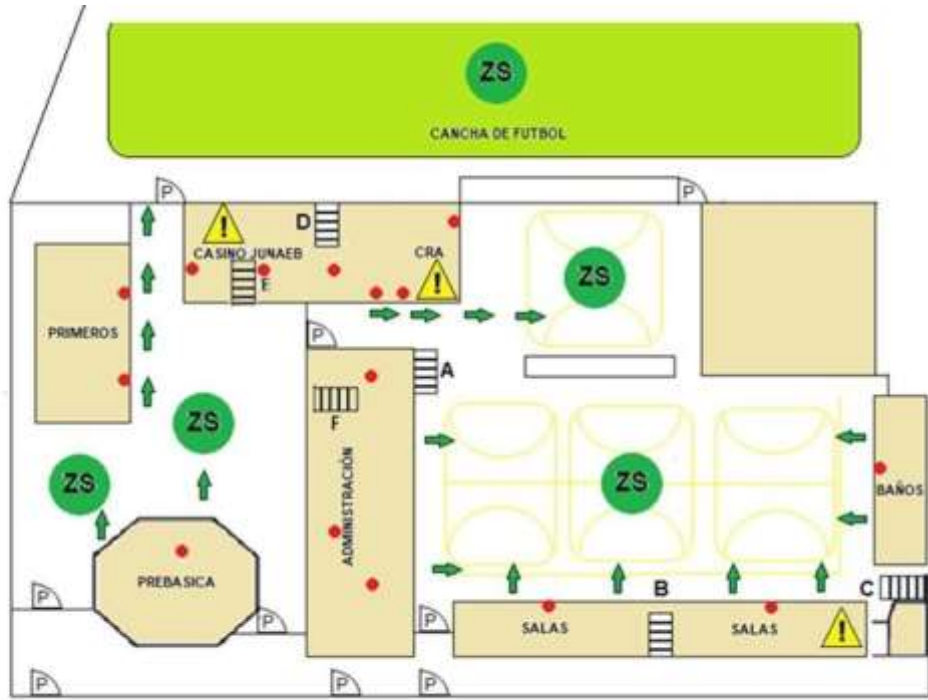 ZS
CANCHA DE FUTBOL
P
P
D
!
CASINO JUNAEB
CRA
E
!
ZS
PRIMEROS
P
A
F
ZS
ZS
ZS
ADMINISTRACIÓN
BAÑOS
PREBASICA
P
B
C
P
P
SALAS
SALAS
!
P
P
P